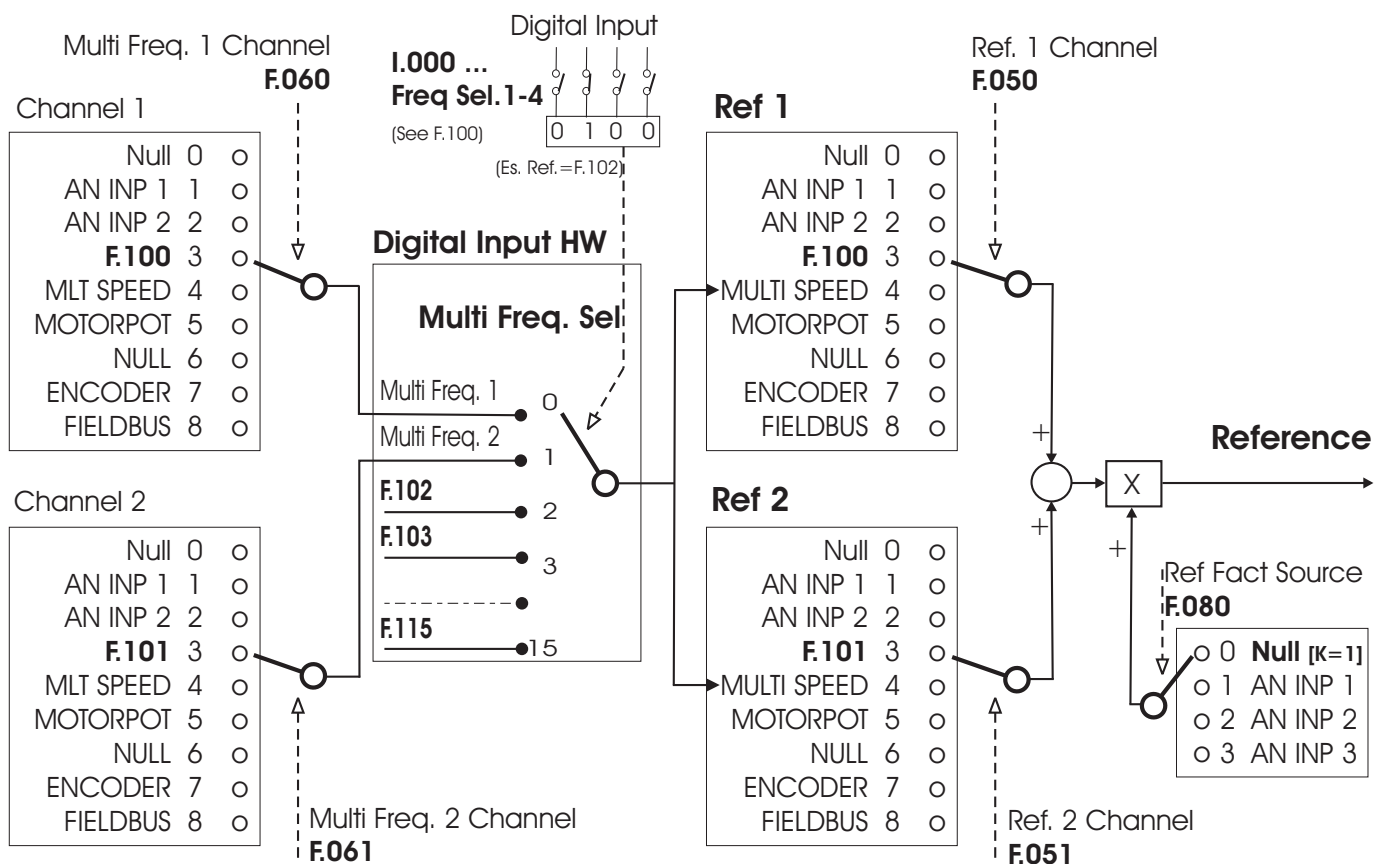 Multi Freq. 1 Channel
F.060
Channel 1
Null 0
AN INP 1 1
AN INP 2 2
F.100 3
MLT SPEED 4
MOTORPOT 5
NULL 6
ENCODER 7
FIELDBUS 8
Channel 2
Null 0
AN INP 1 1
AN INP 2 2
F.101 3
MLT SPEED 4
MOTORPOT 5
NULL 6
ENCODER 7
FIELDBUS 8
Multi Freq. 2 Channel
F.061
Digital Input
I.000 ...
Freq Sel.1-4
(See F.100)
0 1 0 0
(Es. Ref.=F.102)
Digital Input HW
Multi Freq. Sel
Multi Freq. 1
0
Multi Freq. 2
1
F.102
2
F.103
3
F.115
15
Ref. 1 Channel
F.050
Ref 1
Null 0
AN INP 1 1
AN INP 2 2
F.100 3
MULTI SPEED 4
MOTORPOT 5
NULL 6
ENCODER 7
FIELDBUS 8
Ref 2
Null 0
AN INP 1 1
AN INP 2 2
F.101 3
MULTI SPEED 4
MOTORPOT 5
NULL 6
ENCODER 7
FIELDBUS 8
Ref. 2 Channel
F.051
+
+
X
+
Reference
Ref Fact Source
F.080
0 Null [K=1]
1 AN INP 1
2 AN INP 2
3 AN INP 3